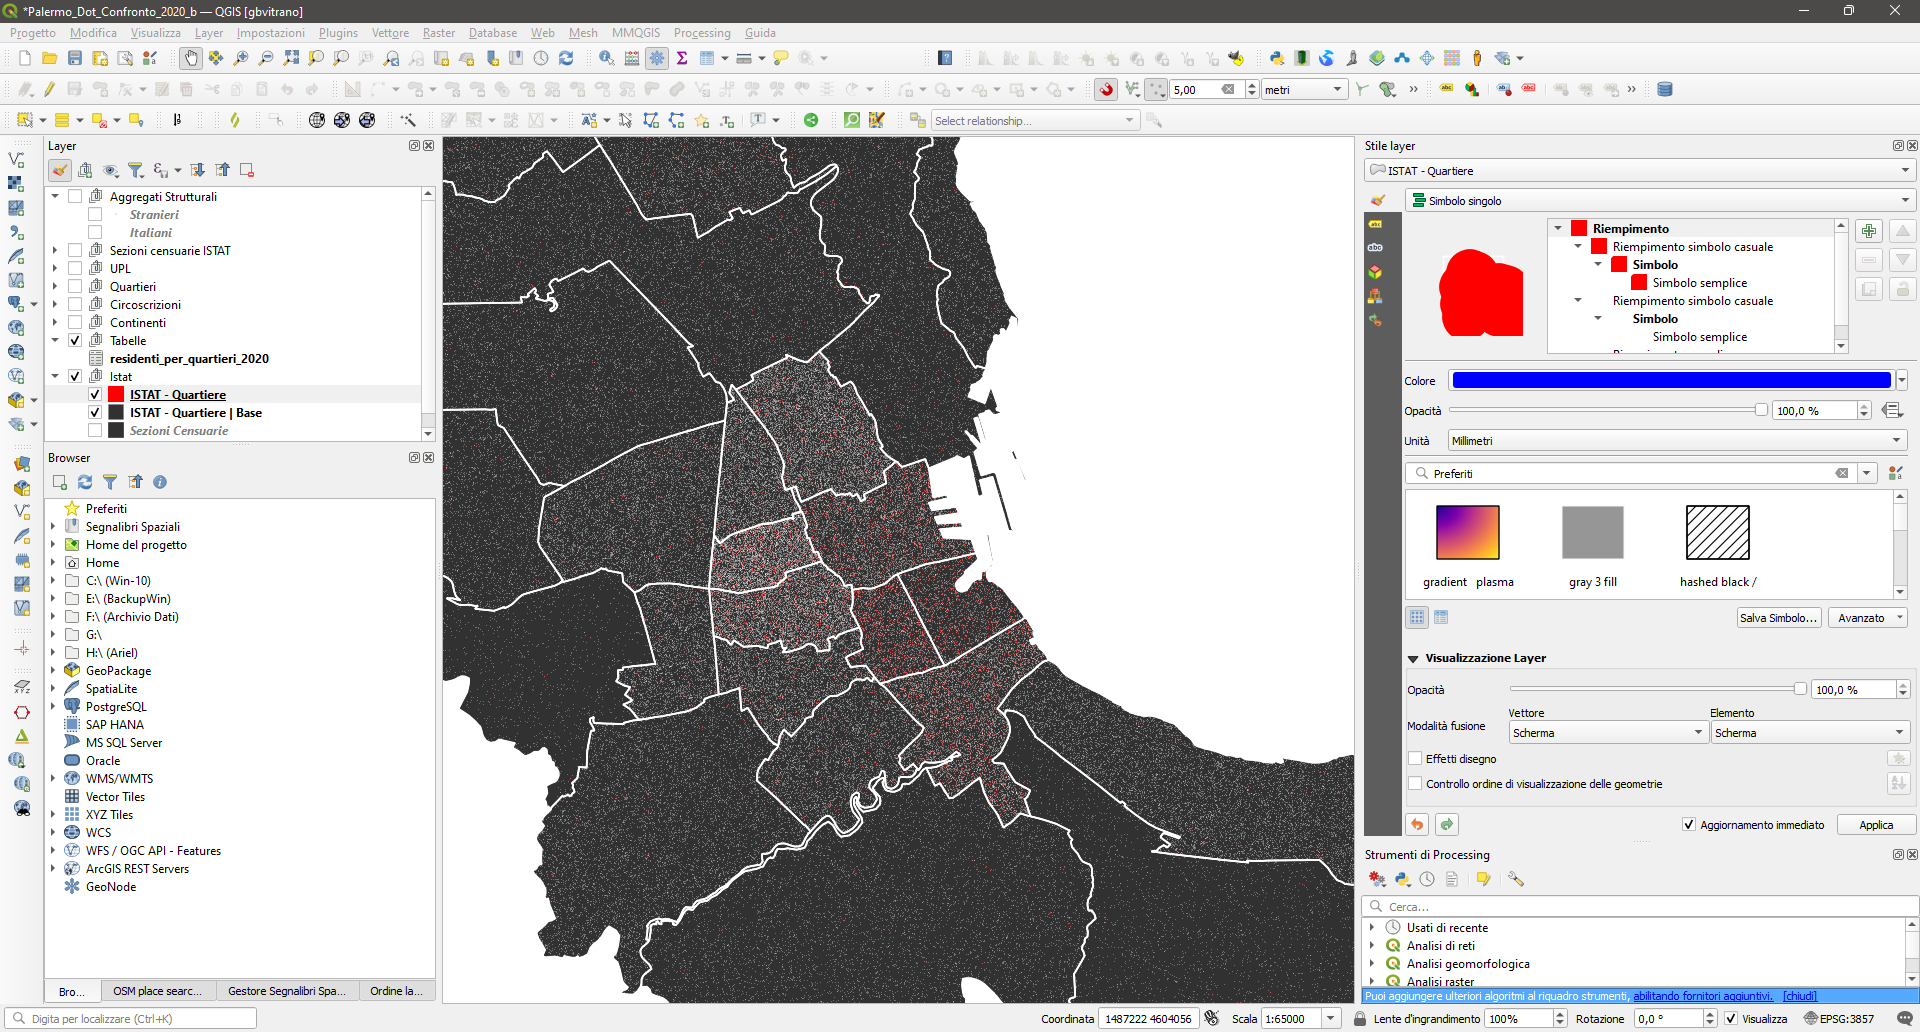 *Palermo_Dot_Confronto_2020_b — QGIS [gbvitrano]
Progetto Modifica Visualizza Layer Impostazioni Plugins Vettore Raster Database Web Mesh MMQGIS Processing Guida
5,00 metri
Select relationship...
Layer
Aggregati Strutturali
Stranieri
Italiani
Sezioni censuarie ISTAT
UPL
Quartieri
Circoscrizioni
Continenti
Tabelle
residenti_per_quartieri_2020
Istat
ISTAT - Quartiere
ISTAT - Quartiere | Base
Sezioni Censuarie
Browser
Preferiti
Segnalibri Spaziali
Home del progetto
Home
C:\ (Win-10)
E:\ (BackupWin)
F:\ (Archivio Dati)
G:\
H:\ (Ariel)
GeoPackage
SpatiaLite
PostgreSQL
SAP HANA
MS SQL Server
Oracle
WMS/WMTS
Vector Tiles
XYZ Tiles
WCS
WFS / OGC API - Features
ArcGIS REST Servers
GeoNode
Bro... OSM place searc... Gestore Segnalibri Spa... Ordine la...
Stile layer
ISTAT - Quartiere
Simbolo singolo
Riempimento
Riempimento simbolo casuale
Simbolo
Simbolo semplice
Riempimento simbolo casuale
Simbolo
Simbolo semplice
Colore
Opacità 100,0 %
Unità Millimetri
Preferiti
gradient plasma gray 3 fill hashed black /
Salva Simbolo... Avanzato
Visualizzazione Layer
Opacità 100,0 %
Vettore Elemento
Modalità fusione Scherma Scherma
Effetti disegno
Controllo ordine di visualizzazione delle geometrie
Aggiornamento immediato Applica
Strumenti di Processing
Cerca...
Usati di recente
Analisi di reti
Analisi geomorfologica
Analisi raster
Puoi aggiungere ulteriori algoritmi al riquadro strumenti, abilitando fornitori aggiuntivi. [chiudi]
Digita per localizzare (Ctrl+K) Coordinata 1487222 4604056 Scala 1:65000 Lente d'ingrandimento 100% Rotazione 0,0 ° Visualizza EPSG:3857